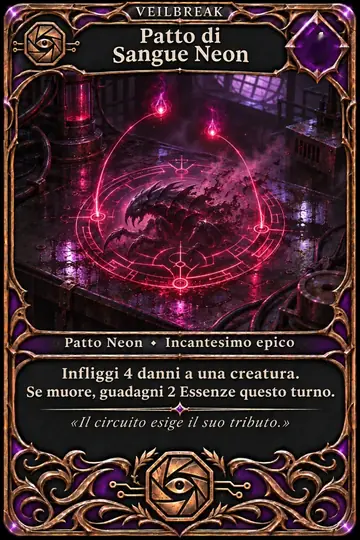 VEILBREAK
Patto di
Sangue Neon
Patto Neon • Incantesimo epico
Infliggi 4 danni a una creatura.
Se muore, guadagni 2 Essenze questo turno.
«Il circuito esige il suo tributo.»